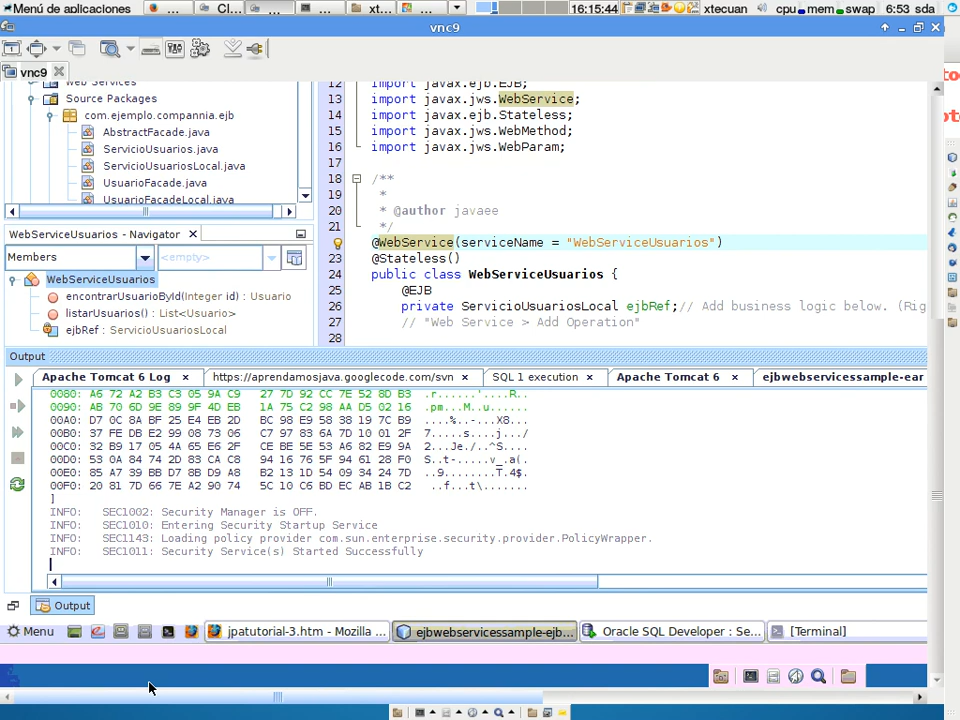 Menú de aplicaciones
Cl...
xt...
16:15:44
xtecuan
cpu
mem
swap
6:53
sda
vnc9
vnc9
Web Services
Source Packages
com.ejemplo.compannia.ejb
AbstractFacade.java
ServicioUsuarios.java
ServicioUsuariosLocal.java
UsuarioFacade.java
UsuarioFacadeLocal.java
WebServiceUsuarios - Navigator
Members
<empty>
WebServiceUsuarios
encontrarUsuarioById(Integer id) : Usuario
listarUsuarios() : List<Usuario>
ejbRef : ServicioUsuariosLocal
12 import javax.ejb.EJB;
13 import javax.jws.WebService;
14 import javax.ejb.Stateless;
15 import javax.jws.WebMethod;
16 import javax.jws.WebParam;
17
18 /**
19 *
20 * @author javaee
21 */
@WebService(serviceName = "WebServiceUsuarios")
23 @Stateless()
24 public class WebServiceUsuarios {
25 @EJB
26 private ServicioUsuariosLocal ejbRef;// Add business logic below. (Rig
27 // "Web Service > Add Operation"
28
Output
Apache Tomcat 6 Log
https://aprendamosjava.googlecode.com/svn
SQL 1 execution
Apache Tomcat 6
ejbwebservicessample-ear
0080: A6 72 A2 B3 C3 05 9A C9 27 7D 92 CC 7E 52 8D B3 .r......'...R..
0090: AB 70 6D 9E 89 9F 4D EB 1A 75 C2 98 AA D5 02 16 .pm...M..u......
00A0: D7 0C 8A BF 25 E4 EB 2D BC 98 E9 58 38 19 7C B9 ....%..-...X8...
00B0: 37 FE DB E2 99 08 73 06 C7 97 83 6A 7D 10 01 2F 7.....s....j.../
00C0: 32 B9 17 05 4A 65 E6 2F CE BE 5E 53 A6 82 E9 9A 2...Je./..^S....
00D0: 53 0A 84 74 2D 83 CA C8 94 16 76 5F 94 61 28 F0 S..t-.....v_.a(.
00E0: 85 A7 39 BB D7 8B D9 A8 B2 13 1D 54 09 34 24 7D ..9........T.4$.
00F0: 20 81 7D 66 7E A2 90 74 5C 10 C6 BD EC AB 1B C2 ...f...t\.......
]
INFO: SEC1002: Security Manager is OFF.
INFO: SEC1010: Entering Security Startup Service
INFO: SEC1143: Loading policy provider com.sun.enterprise.security.provider.PolicyWrapper.
INFO: SEC1011: Security Service(s) Started Successfully
Output
Menu
jpatutorial-3.htm - Mozilla ...
ejbwebservicessample-ejb...
Oracle SQL Developer : Se...
[Terminal]